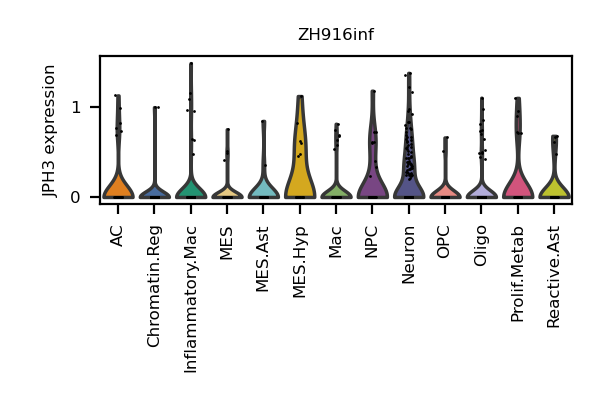 ZH916inf
JPH3 expression
1
0
AC
Chromatin.Reg
Inflammatory.Mac
MES
MES.Ast
MES.Hyp
Mac
NPC
Neuron
OPC
Oligo
Prolif.Metab
Reactive.Ast